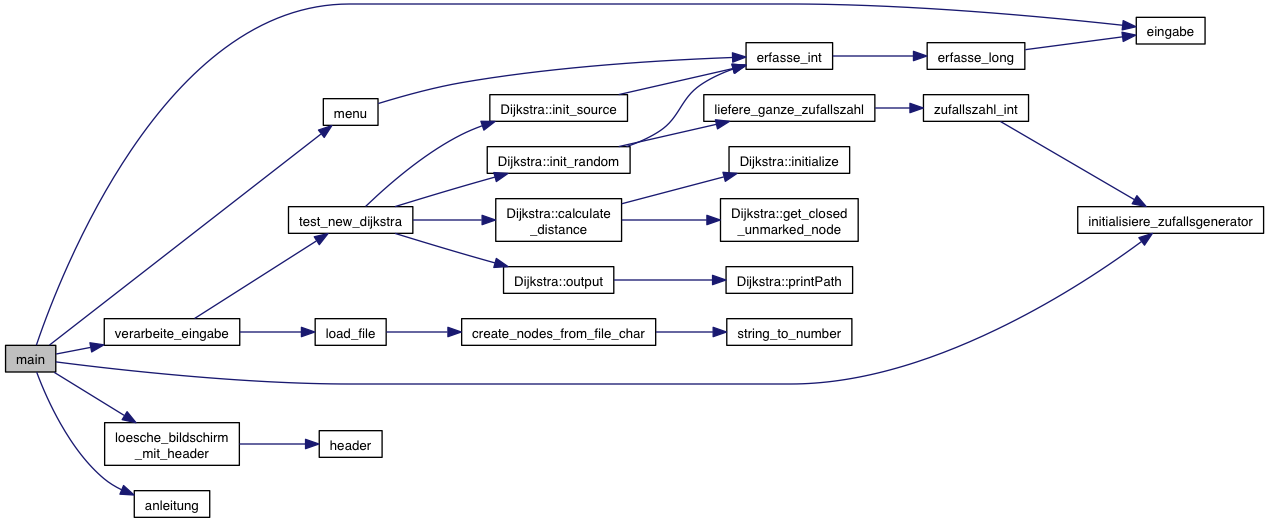 eingabe
erfasse_int
erfasse_long
menu
Dijkstra::init_source
liefere_ganze_zufallszahl
zufallszahl_int
Dijkstra::init_random
Dijkstra::initialize
test_new_dijkstra
Dijkstra::calculate
_distance
Dijkstra::get_closed
_unmarked_node
initialisiere_zufallsgenerator
Dijkstra::output
Dijkstra::printPath
verarbeite_eingabe
load_file
create_nodes_from_file_char
string_to_number
main
loesche_bildschirm
_mit_header
header
anleitung